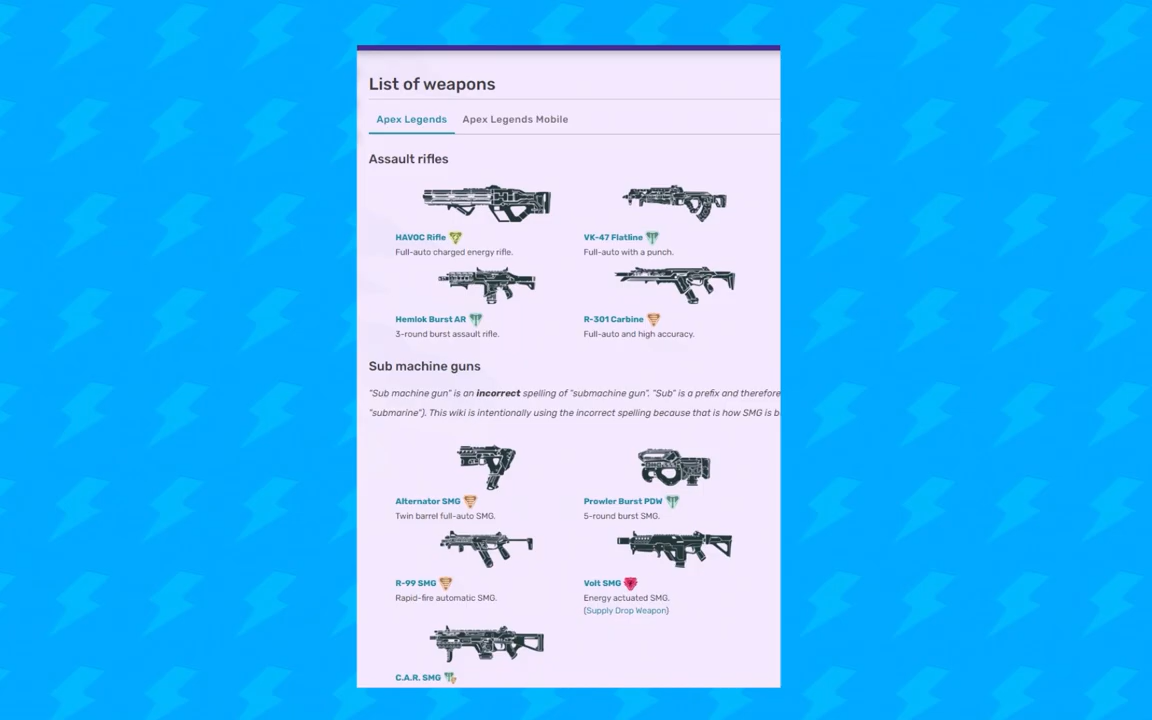 List of weapons
Apex Legends Apex Legends Mobile
Assault rifles
HAVOC Rifle VK-47 Flatline
Full-auto charged energy rifle. Full-auto with a punch.
Hemlok Burst AR R-301 Carbine
3-round burst assault rifle. Full-auto and high accuracy.
Sub machine guns
"Sub machine gun" is an incorrect spelling of "submachine gun". "Sub" is a prefix and therefore
"submarine"). This wiki is intentionally using the incorrect spelling because that is how SMG is b
Alternator SMG Prowler Burst PDW
Twin barrel full-auto SMG. 5-round burst SMG.
R-99 SMG Volt SMG
Rapid-fire automatic SMG. Energy actuated SMG.
(Supply Drop Weapon)
C.A.R. SMG